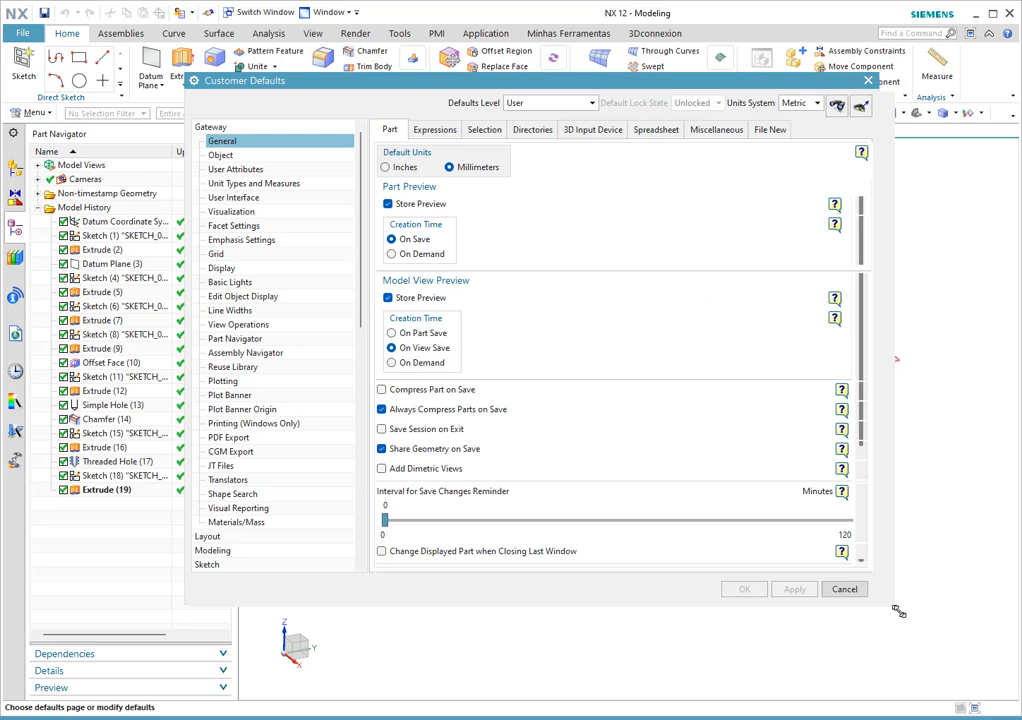 NX
Switch Window
Window
NX 12 - Modeling
SIEMENS
File
Home
Assemblies
Curve
Surface
Analysis
View
Render
Tools
PMI
Application
Minhas Ferramentas
3Dconnexion
Find a Command
Sketch
Datum
Plane
Pattern Feature
Unite
Chamfer
Trim Body
Offset Region
Replace Face
Through Curves
Swept
Assembly Constraints
Move Component
Measure
Direct Sketch
Analysis
Menu
No Selection Filter
Entire
Customer Defaults
Defaults Level
User
Default Lock State
Unlocked
Units System
Metric
Part Navigator
Name
Up
Model Views
Cameras
Non-timestamp Geometry
Model History
Datum Coordinate Sy...
Sketch (1) "SKETCH_0...
Extrude (2)
Datum Plane (3)
Sketch (4) "SKETCH_0...
Extrude (5)
Sketch (6) "SKETCH_0...
Extrude (7)
Sketch (8) "SKETCH_0...
Extrude (9)
Offset Face (10)
Sketch (11) "SKETCH_...
Extrude (12)
Simple Hole (13)
Chamfer (14)
Sketch (15) "SKETCH_...
Extrude (16)
Threaded Hole (17)
Sketch (18) "SKETCH_...
Extrude (19)
Dependencies
Details
Preview
Gateway
General
Object
User Attributes
Unit Types and Measures
User Interface
Visualization
Facet Settings
Emphasis Settings
Grid
Display
Basic Lights
Edit Object Display
Line Widths
View Operations
Part Navigator
Assembly Navigator
Reuse Library
Plotting
Plot Banner
Plot Banner Origin
Printing (Windows Only)
PDF Export
CGM Export
JT Files
Translators
Shape Search
Visual Reporting
Materials/Mass
Layout
Modeling
Sketch
Part
Expressions
Selection
Directories
3D Input Device
Spreadsheet
Miscellaneous
File New
Default Units
Inches
Millimeters
Part Preview
Store Preview
Creation Time
On Save
On Demand
Model View Preview
Store Preview
Creation Time
On Part Save
On View Save
On Demand
Compress Part on Save
Always Compress Parts on Save
Save Session on Exit
Share Geometry on Save
Add Dimetric Views
Interval for Save Changes Reminder
Minutes
0
0
120
Change Displayed Part when Closing Last Window
OK
Apply
Cancel
Z
Y
X
Choose defaults page or modify defaults